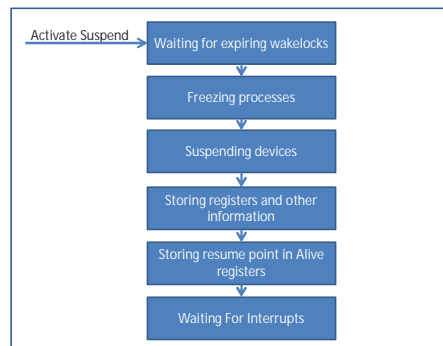 Activate Suspend
Waiting for expiring wakelocks
Freezing processes
Suspending devices
Storing registers and other
information
Storing resume point in Alive
registers
Waiting For Interrupts